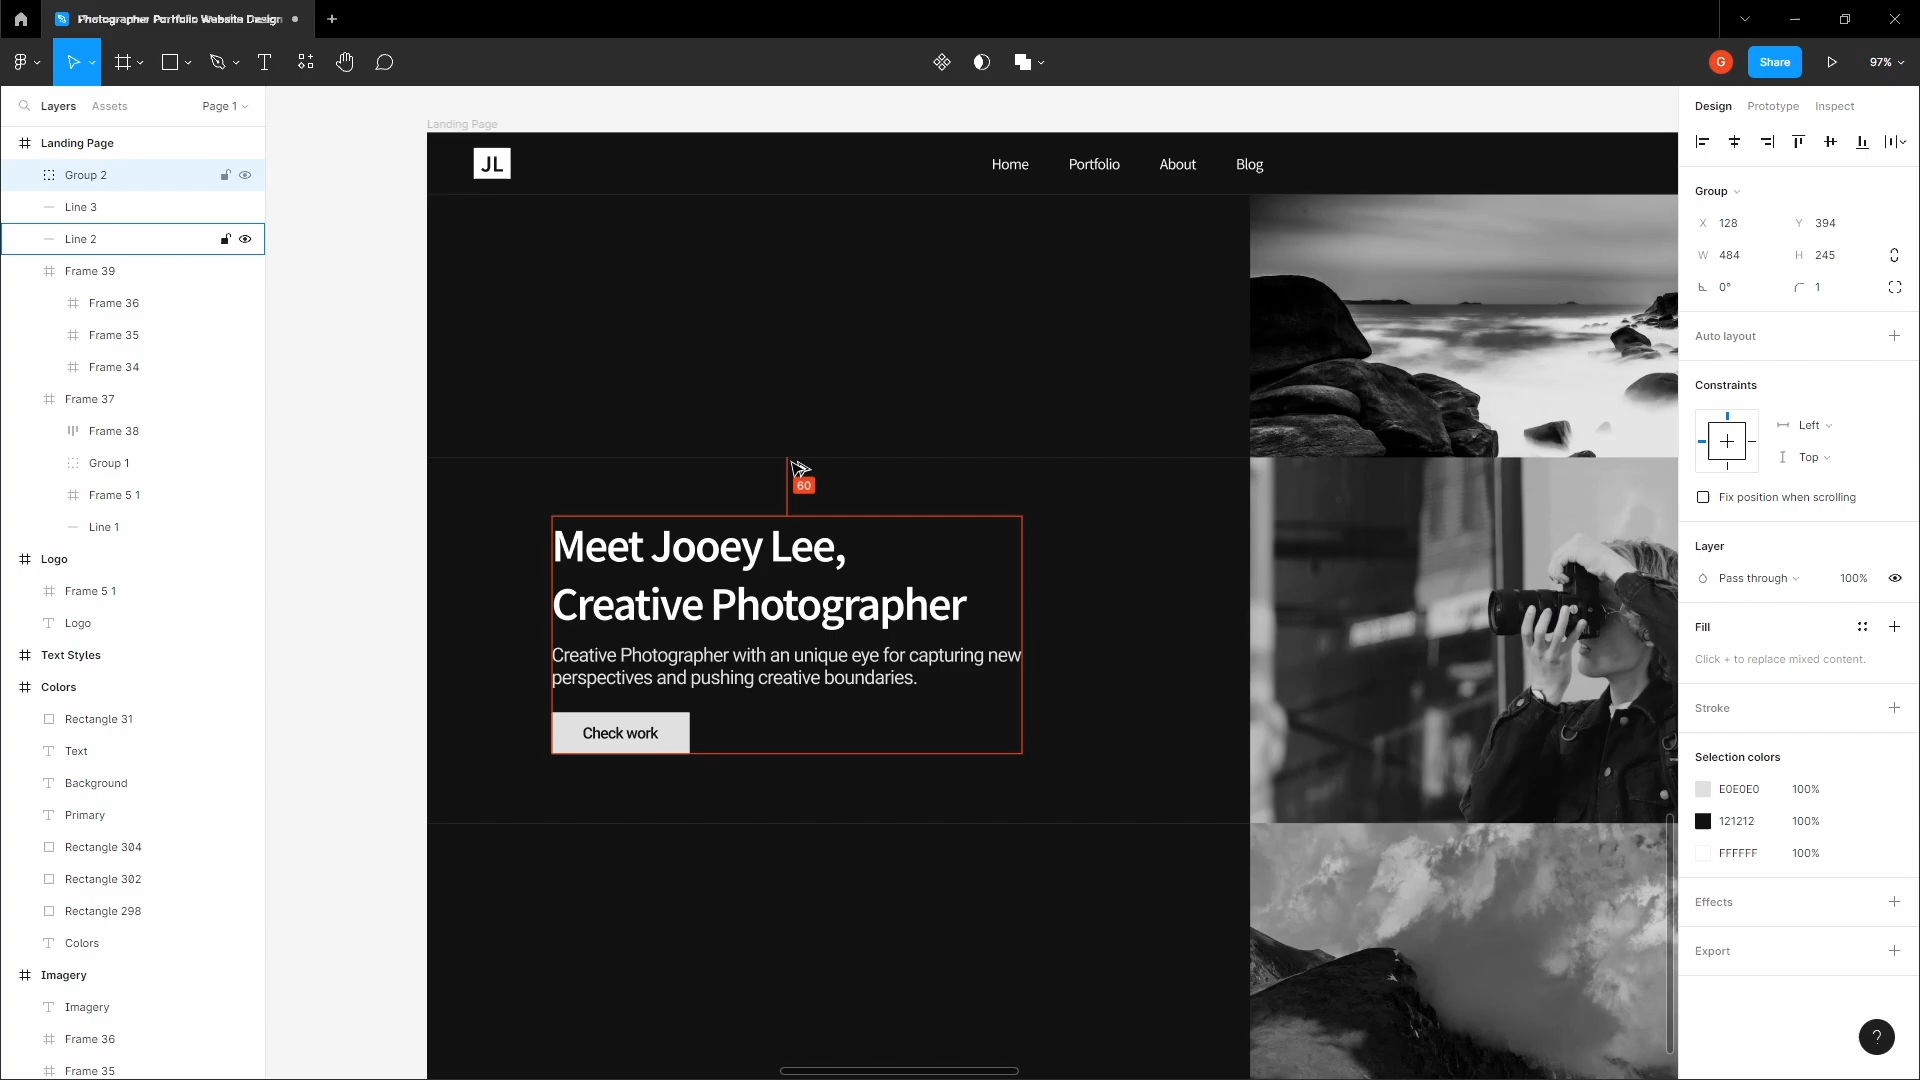 Photographer Portfolio Website Design
97%
G
Share
Layers
Assets
Page 1
Landing Page
Group 2
Line 3
Line 2
Frame 39
Frame 36
Frame 35
Frame 34
Frame 37
Frame 38
Group 1
Frame 5 1
Line 1
Logo
Frame 5 1
Logo
Text Styles
Colors
Rectangle 31
Text
Background
Primary
Rectangle 304
Rectangle 302
Rectangle 298
Colors
Imagery
Imagery
Frame 36
Frame 35
Landing Page
JL
Home
Portfolio
About
Blog
60
Meet Jooey Lee,
Creative Photographer
Creative Photographer with an unique eye for capturing new
perspectives and pushing creative boundaries.
Check work
Design
Prototype
Inspect
Group
X 128
Y 394
W 484
H 245
0°
1
Auto layout
Constraints
Left
Top
Fix position when scrolling
Layer
Pass through
100%
Fill
Click + to replace mixed content.
Stroke
Selection colors
E0E0E0 100%
121212 100%
FFFFFF 100%
Effects
Export
?